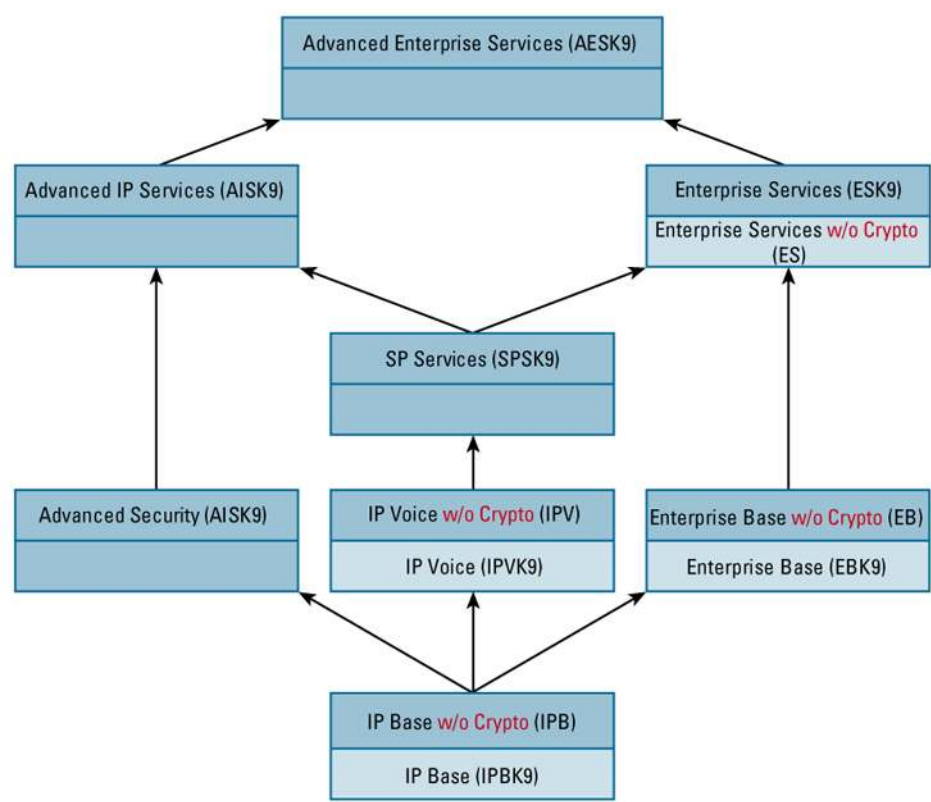 Advanced Enterprise Services (AESK9)
Advanced IP Services (AISK9)
Enterprise Services (ESK9)
Enterprise Services w/o Crypto
(ES)
SP Services (SPSK9)
Advanced Security (AISK9)
IP Voice w/o Crypto (IPV)
IP Voice (IPVK9)
Enterprise Base w/o Crypto (EB)
Enterprise Base (EBK9)
IP Base w/o Crypto (IPB)
IP Base (IPBK9)